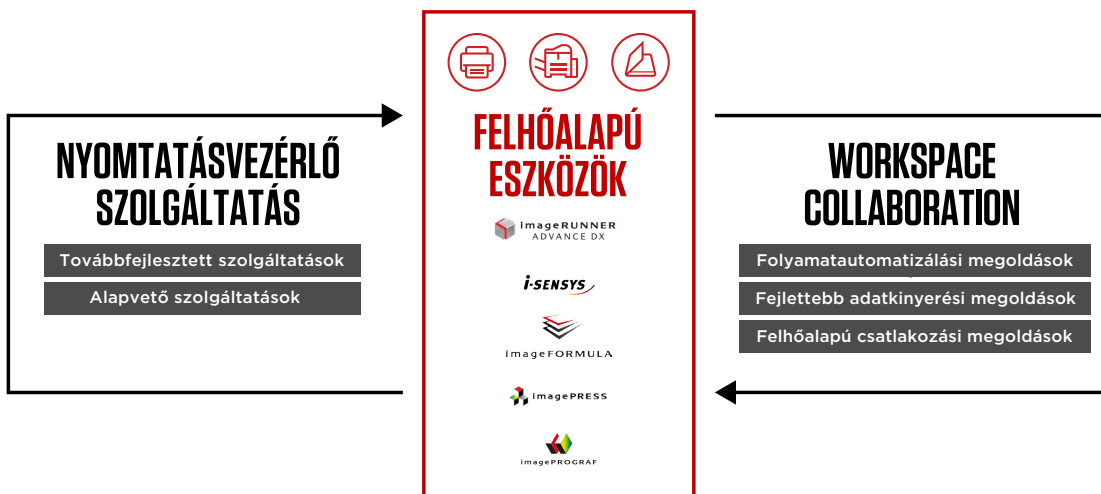 NYOMTATÁSVEZÉRLŐ
SZOLGÁLTATÁS
Továbbfejlesztett szolgáltatások
Alapvető szolgáltatások
FELHŐALAPÚ
ESZKÖZÖK
imageRUNNER
ADVANCE DX
i-SENSYS
imageFORMULA
imagePRESS
imagePROGRAF
WORKSPACE
COLLABORATION
Folyamatautomatizálási megoldások
Fejlettebb adatkinyerési megoldások
Felhőalapú csatlakozási megoldások